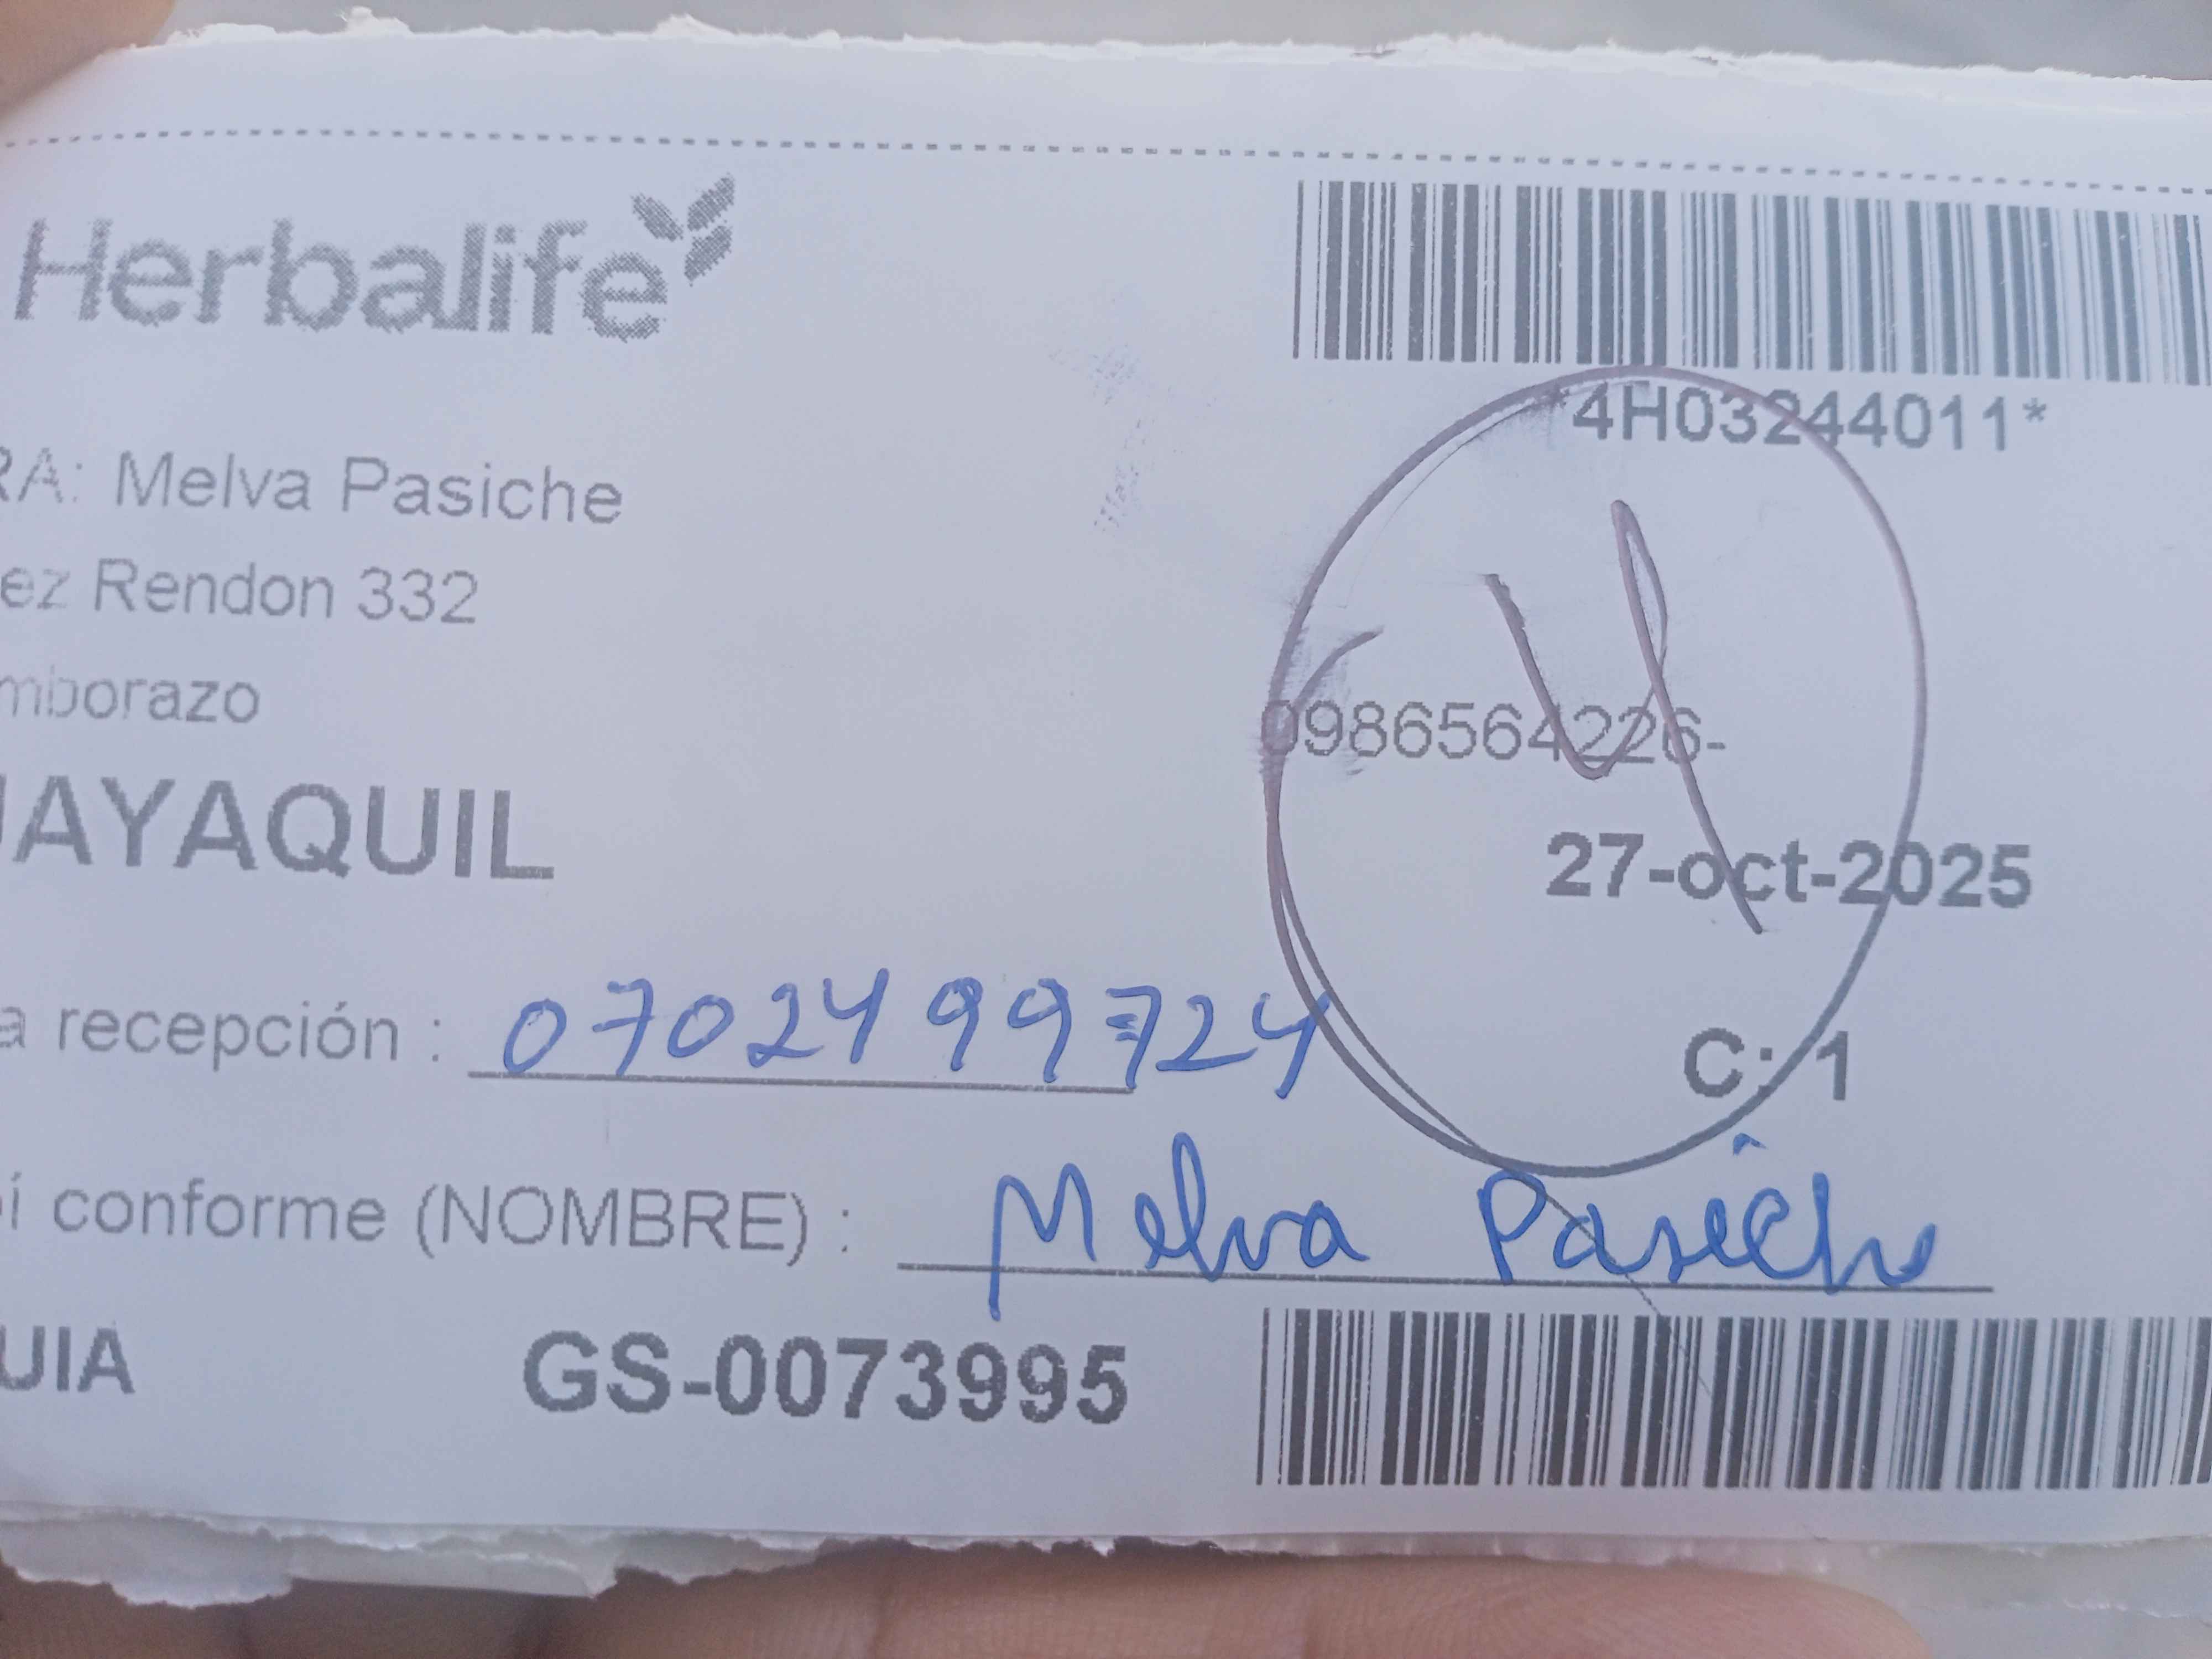 Herbalife
*4H03244011*
RA: Melva Pasiche
ez Rendon 332
mborazo
0986564226-
UAYAQUIL
27-oct-2025
a recepción : 0702499724
C: 1
í conforme (NOMBRE) : Melva Pasiche
UIA GS-0073995